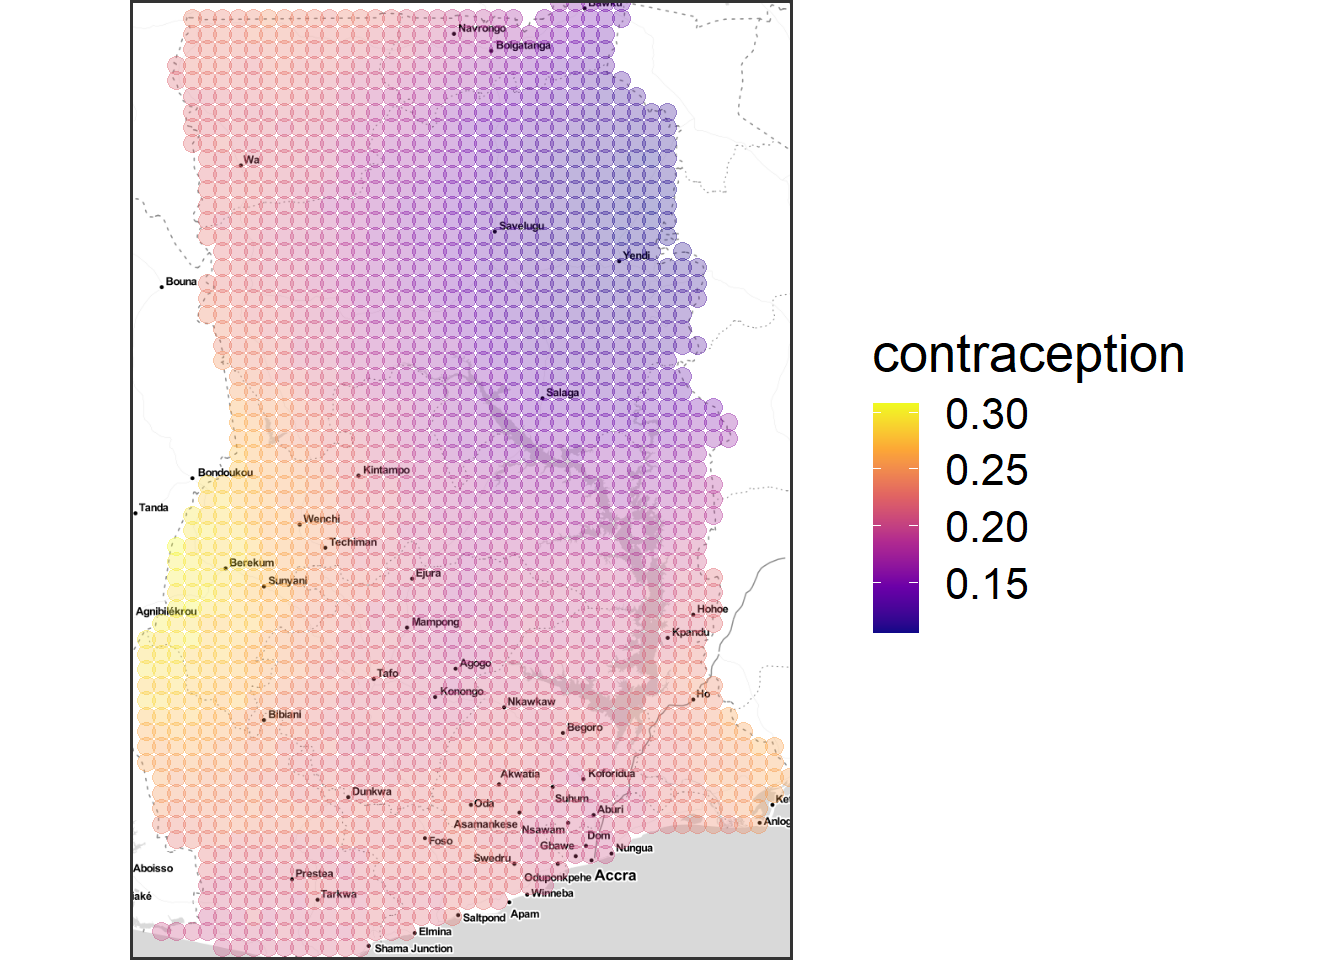 Bawku
Navrongo
Bolgatanga
Wa
Savelugu
Yendi
Bouna
Salaga
Bondoukou
Kintampo
Tanda
Wenchi
Techiman
Berekum
Sunyani
Ejura
Agnibilékrou
Hohoe
Mampong
Kpandu
Agogo
Tafo
Konongo
Ho
Nkawkaw
Bibiani
Begoro
Akwatia
Koforidua
Dunkwa
Suhum
Ket
Oda
Aburi
Asamankese
Nsawam
Anlog
Foso
Dom
Gbawe
Nungua
Swedru
Aboisso
Prestea
Oduponkpehe
Accra
iaké
Tarkwa
Winneba
Saltpond
Apam
Elmina
Shama Junction
contraception
0.30
0.25
0.20
0.15